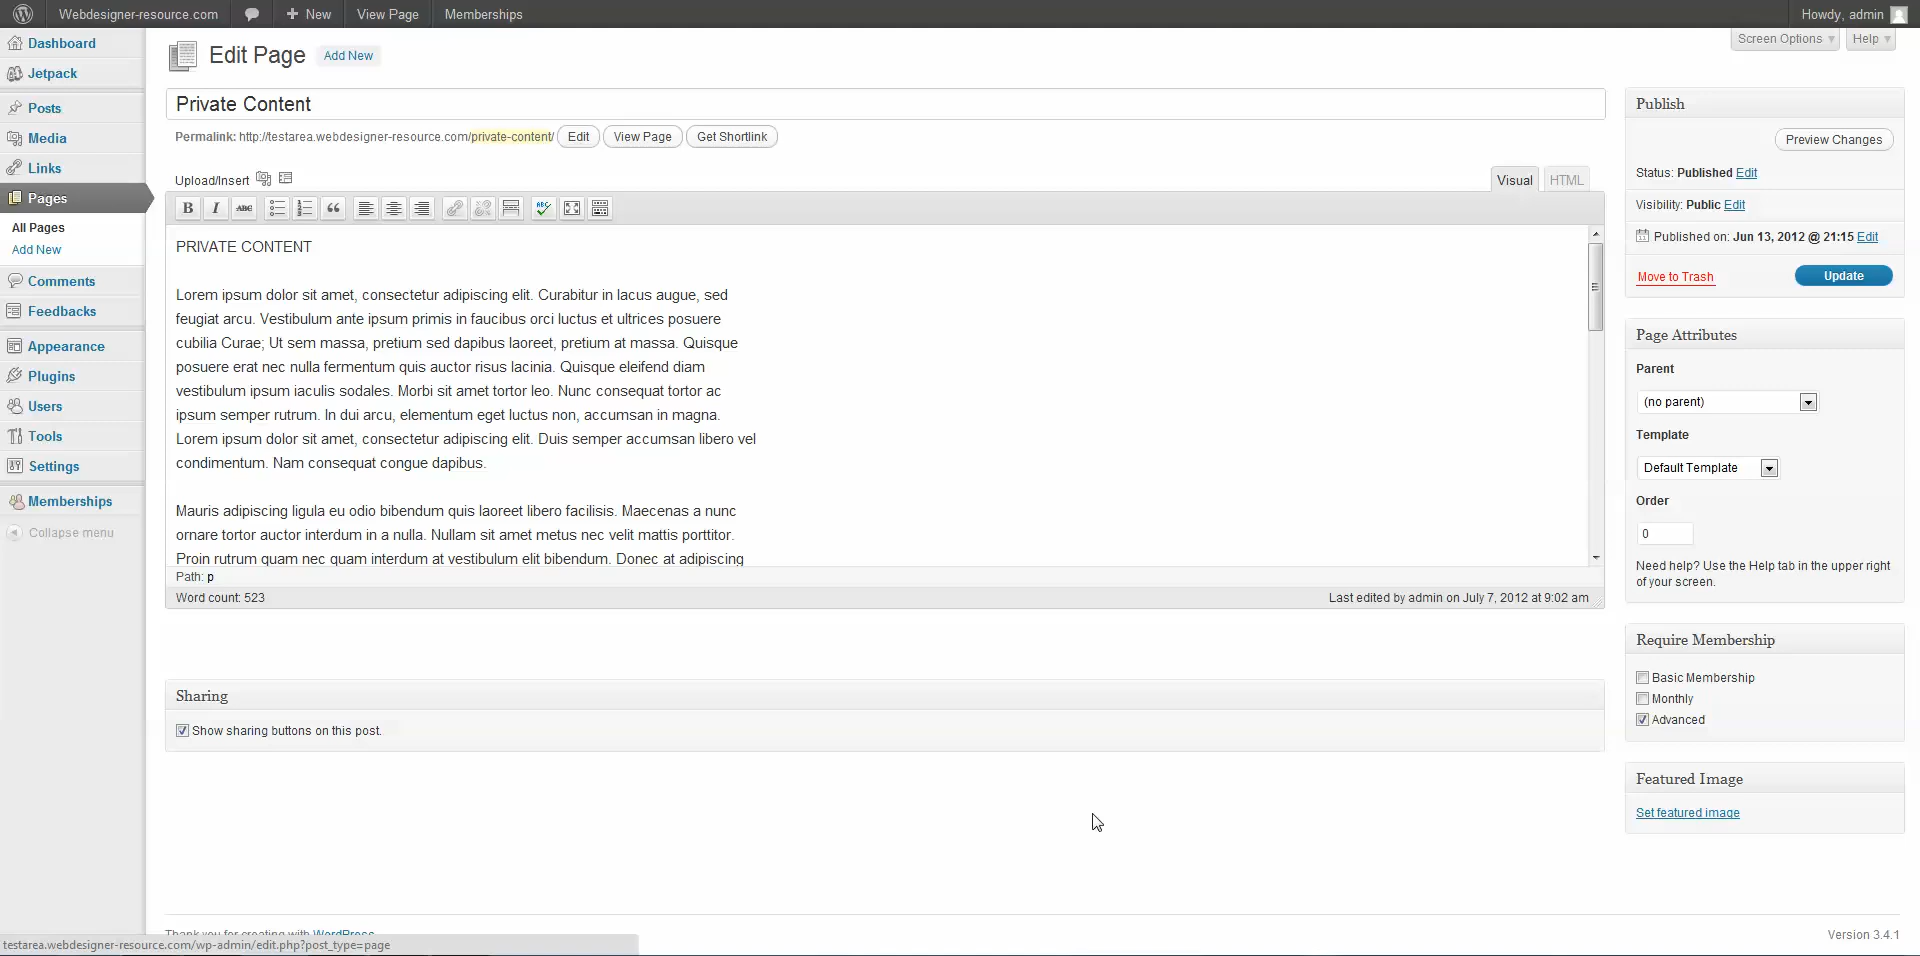 Webdesigner-resource.com
+ New
View Page
Memberships
Howdy, admin
Dashboard
Jetpack
Posts
Media
Links
Pages
All Pages
Add New
Comments
Feedbacks
Appearance
Plugins
Users
Tools
Settings
Memberships
Collapse menu
Edit Page
Add New
Screen Options
Help
Private Content
Permalink: http://testarea.webdesigner-resource.com/private-content/ Edit View Page Get Shortlink
Upload/Insert
Visual
HTML
B I ABC
ABC
PRIVATE CONTENT
Lorem ipsum dolor sit amet, consectetur adipiscing elit. Curabitur in lacus augue, sed
feugiat arcu. Vestibulum ante ipsum primis in faucibus orci luctus et ultrices posuere
cubilia Curae; Ut sem massa, pretium sed dapibus laoreet, pretium at massa. Quisque
posuere erat nec nulla fermentum quis auctor risus lacinia. Quisque eleifend diam
vestibulum ipsum iaculis sodales. Morbi sit amet tortor leo. Nunc consequat tortor ac
ipsum semper rutrum. In dui arcu, elementum eget luctus non, accumsan in magna.
Lorem ipsum dolor sit amet, consectetur adipiscing elit. Duis semper accumsan libero vel
condimentum. Nam consequat congue dapibus.
Mauris adipiscing ligula eu odio bibendum quis laoreet libero facilisis. Maecenas a nunc
ornare tortor auctor interdum in a nulla. Nullam sit amet metus nec velit mattis porttitor.
Proin rutrum quam nec quam interdum at vestibulum elit bibendum. Donec at adipiscing
Path: p
Word count: 523
Last edited by admin on July 7, 2012 at 9:02 am
Sharing
Show sharing buttons on this post.
Publish
Preview Changes
Status: Published Edit
Visibility: Public Edit
Published on: Jun 13, 2012 @ 21:15 Edit
Move to Trash
Update
Page Attributes
Parent
(no parent)
Template
Default Template
Order
0
Need help? Use the Help tab in the upper right
of your screen.
Require Membership
Basic Membership
Monthly
Advanced
Featured Image
Set featured image
Thank you for creating with WordPress
Version 3.4.1
testarea.webdesigner-resource.com/wp-admin/edit.php?post_type=page